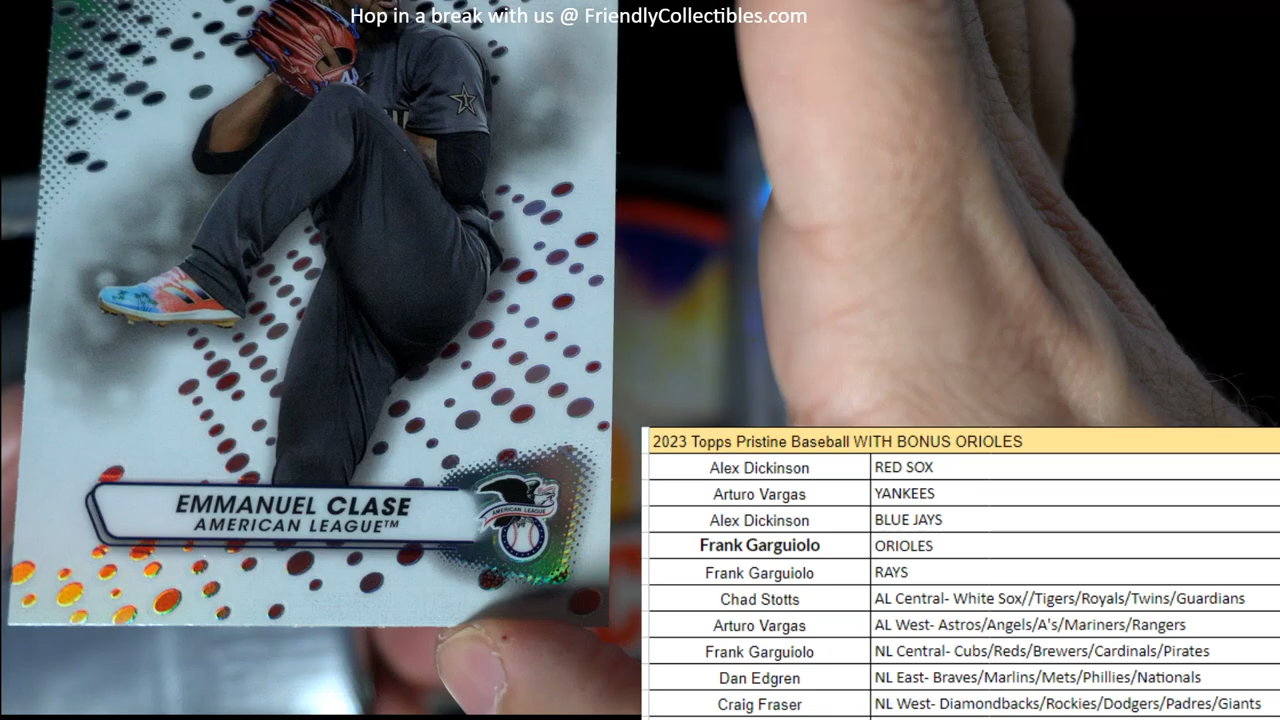 Hop in a break with us @ FriendlyCollectibles.com
EMMANUEL CLASE
AMERICAN LEAGUE™
AMERICAN LEAGUE
2023 Topps Pristine Baseball WITH BONUS ORIOLES
Alex Dickinson RED SOX
Arturo Vargas YANKEES
Alex Dickinson BLUE JAYS
Frank Garguiolo ORIOLES
Frank Garguiolo RAYS
Chad Stotts AL Central- White Sox//Tigers/Royals/Twins/Guardians
Arturo Vargas AL West- Astros/Angels/A's/Mariners/Rangers
Frank Garguiolo NL Central- Cubs/Reds/Brewers/Cardinals/Pirates
Dan Edgren NL East- Braves/Marlins/Mets/Phillies/Nationals
Craig Fraser NL West- Diamondbacks/Rockies/Dodgers/Padres/Giants